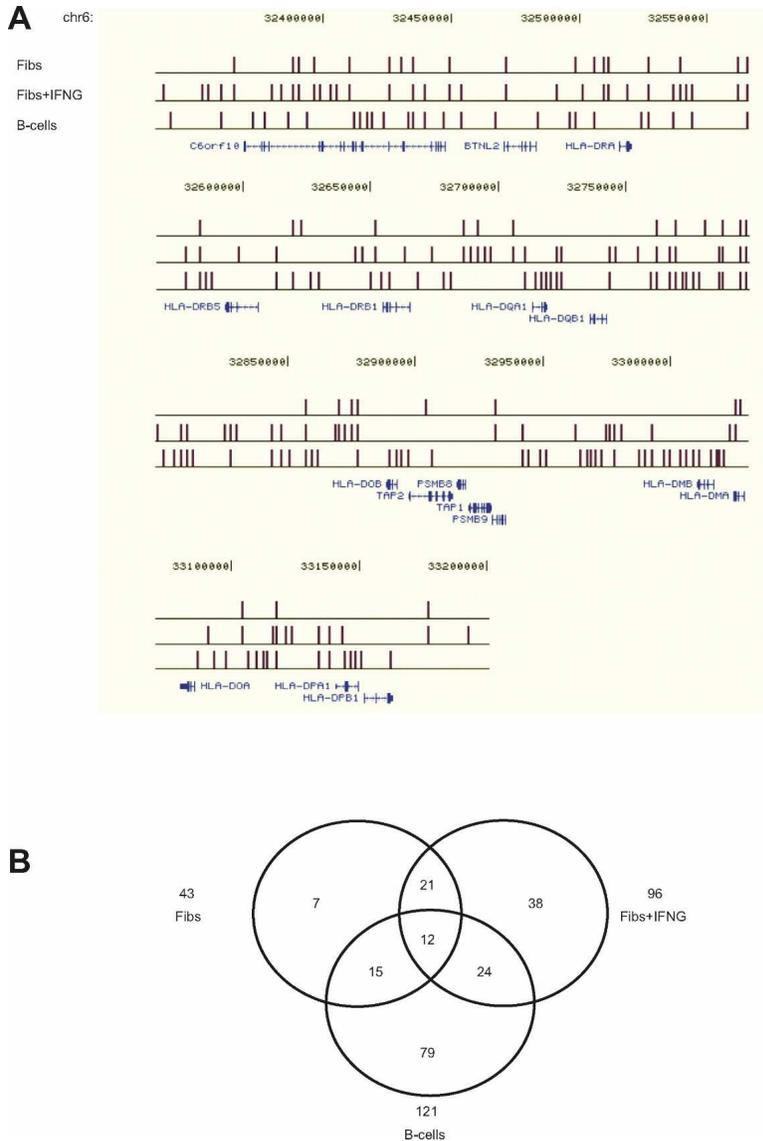 A
chr6: 32400000| 32450000| 32500000| 32550000|
Fibs
Fibs+IFNG
B-cells
C6orf10 BTNL2 HLA-DRA
32600000| 32650000| 32700000| 32750000|
HLA-DRB5 HLA-DRB1 HLA-DQA1
HLA-DQB1
32850000| 32900000| 32950000| 33000000|
HLA-DOB PSMB8 HLA-DMB
TAP2 HLA-DMA
TAP1
PSMB9
33100000| 33150000| 33200000|
HLA-DOA HLA-DPA1
HLA-DPB1
B
43
Fibs
7
21
38
96
Fibs+IFNG
12
15
24
79
121
B-cells